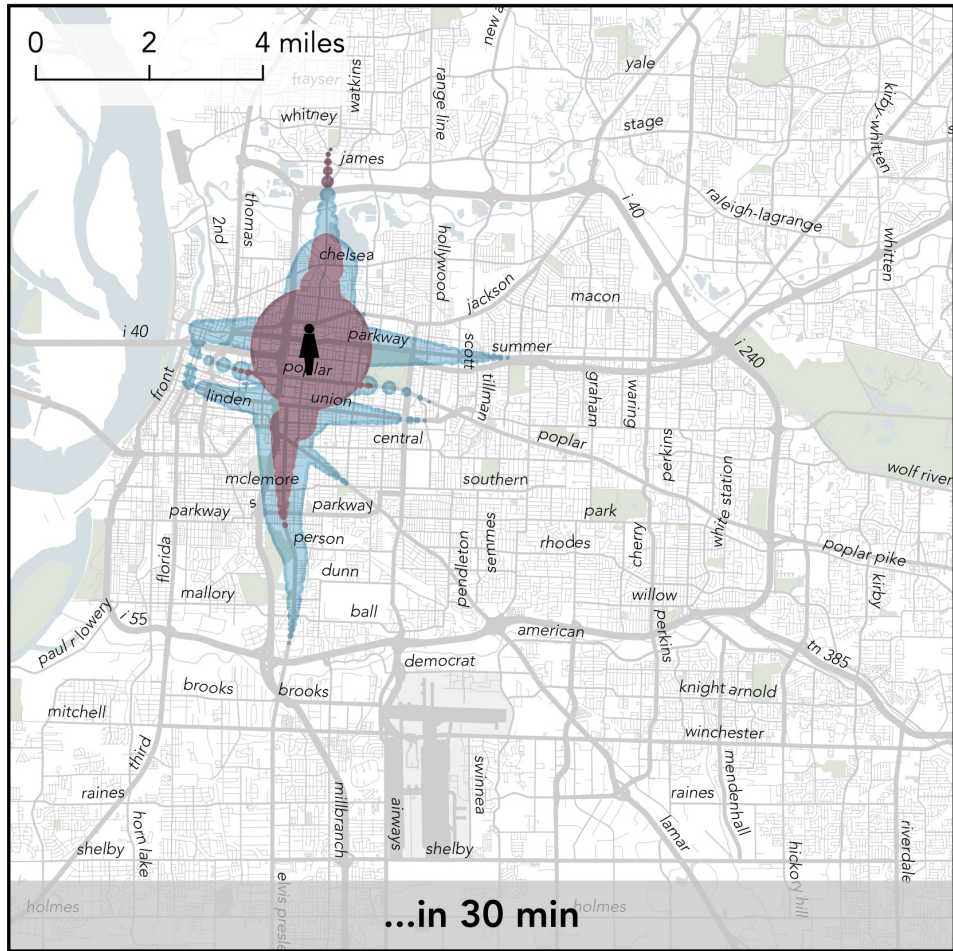 0 2 4 miles
new a
yale
frayser
watkins
range line
kirby-whitten
whitney
stage
s
james
i 40
raleigh-lagrange
2nd
thomas
whitten
chelsea
hollywood
jackson
macon
i 40
parkway
scott
summer
i 240
front
poplar
tillman
graham
waring
linden
union
central
poplar
perkins
white station
wolf river
mclemore
southern
s
parkway
parkway
park
person
semmes
rhodes
cherry
poplar pike
florida
dunn
pendleton
kirby
mallory
willow
ball
paul r lowery
i 55
american
perkins
tn 385
democrat
brooks
brooks
knight arnold
mitchell
winchester
third
swinnea
mendenhall
raines
millbranch
airways
raines
horn lake
lamar
riverdale
shelby
shelby
hickory hill
elvis presle
holmes
...in 30 min
holmes